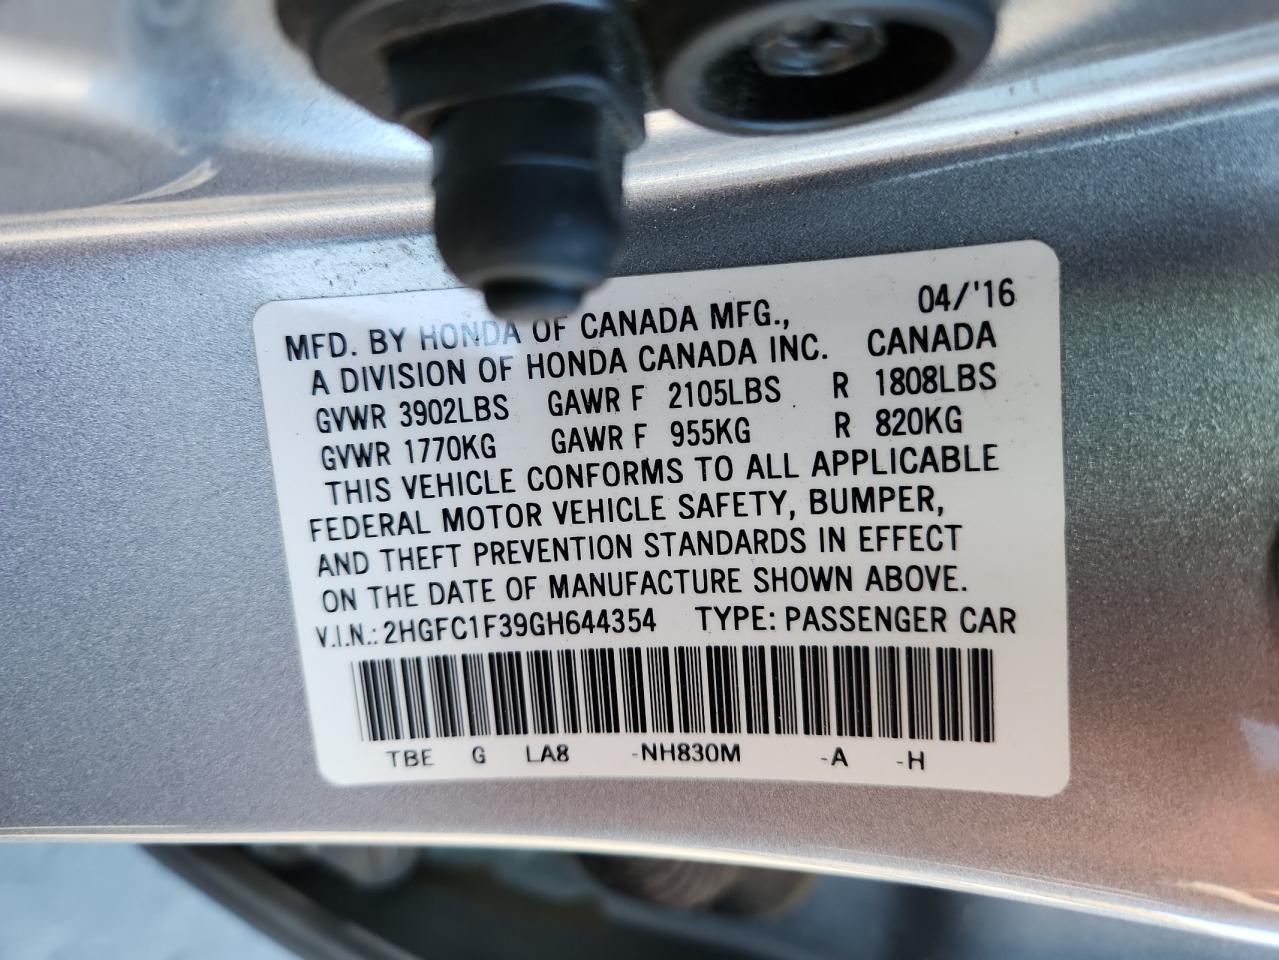 MFD. BY HONDA OF CANADA MFG., 04/'16
A DIVISION OF HONDA CANADA INC. CANADA
GVWR 3902LBS GAWR F 2105LBS R 1808LBS
GVWR 1770KG GAWR F 955KG R 820KG
THIS VEHICLE CONFORMS TO ALL APPLICABLE
FEDERAL MOTOR VEHICLE SAFETY, BUMPER,
AND THEFT PREVENTION STANDARDS IN EFFECT
ON THE DATE OF MANUFACTURE SHOWN ABOVE.
V.I.N.: 2HGFC1F39GH644354 TYPE: PASSENGER CAR
TBE G LA8 -NH830M -A -H